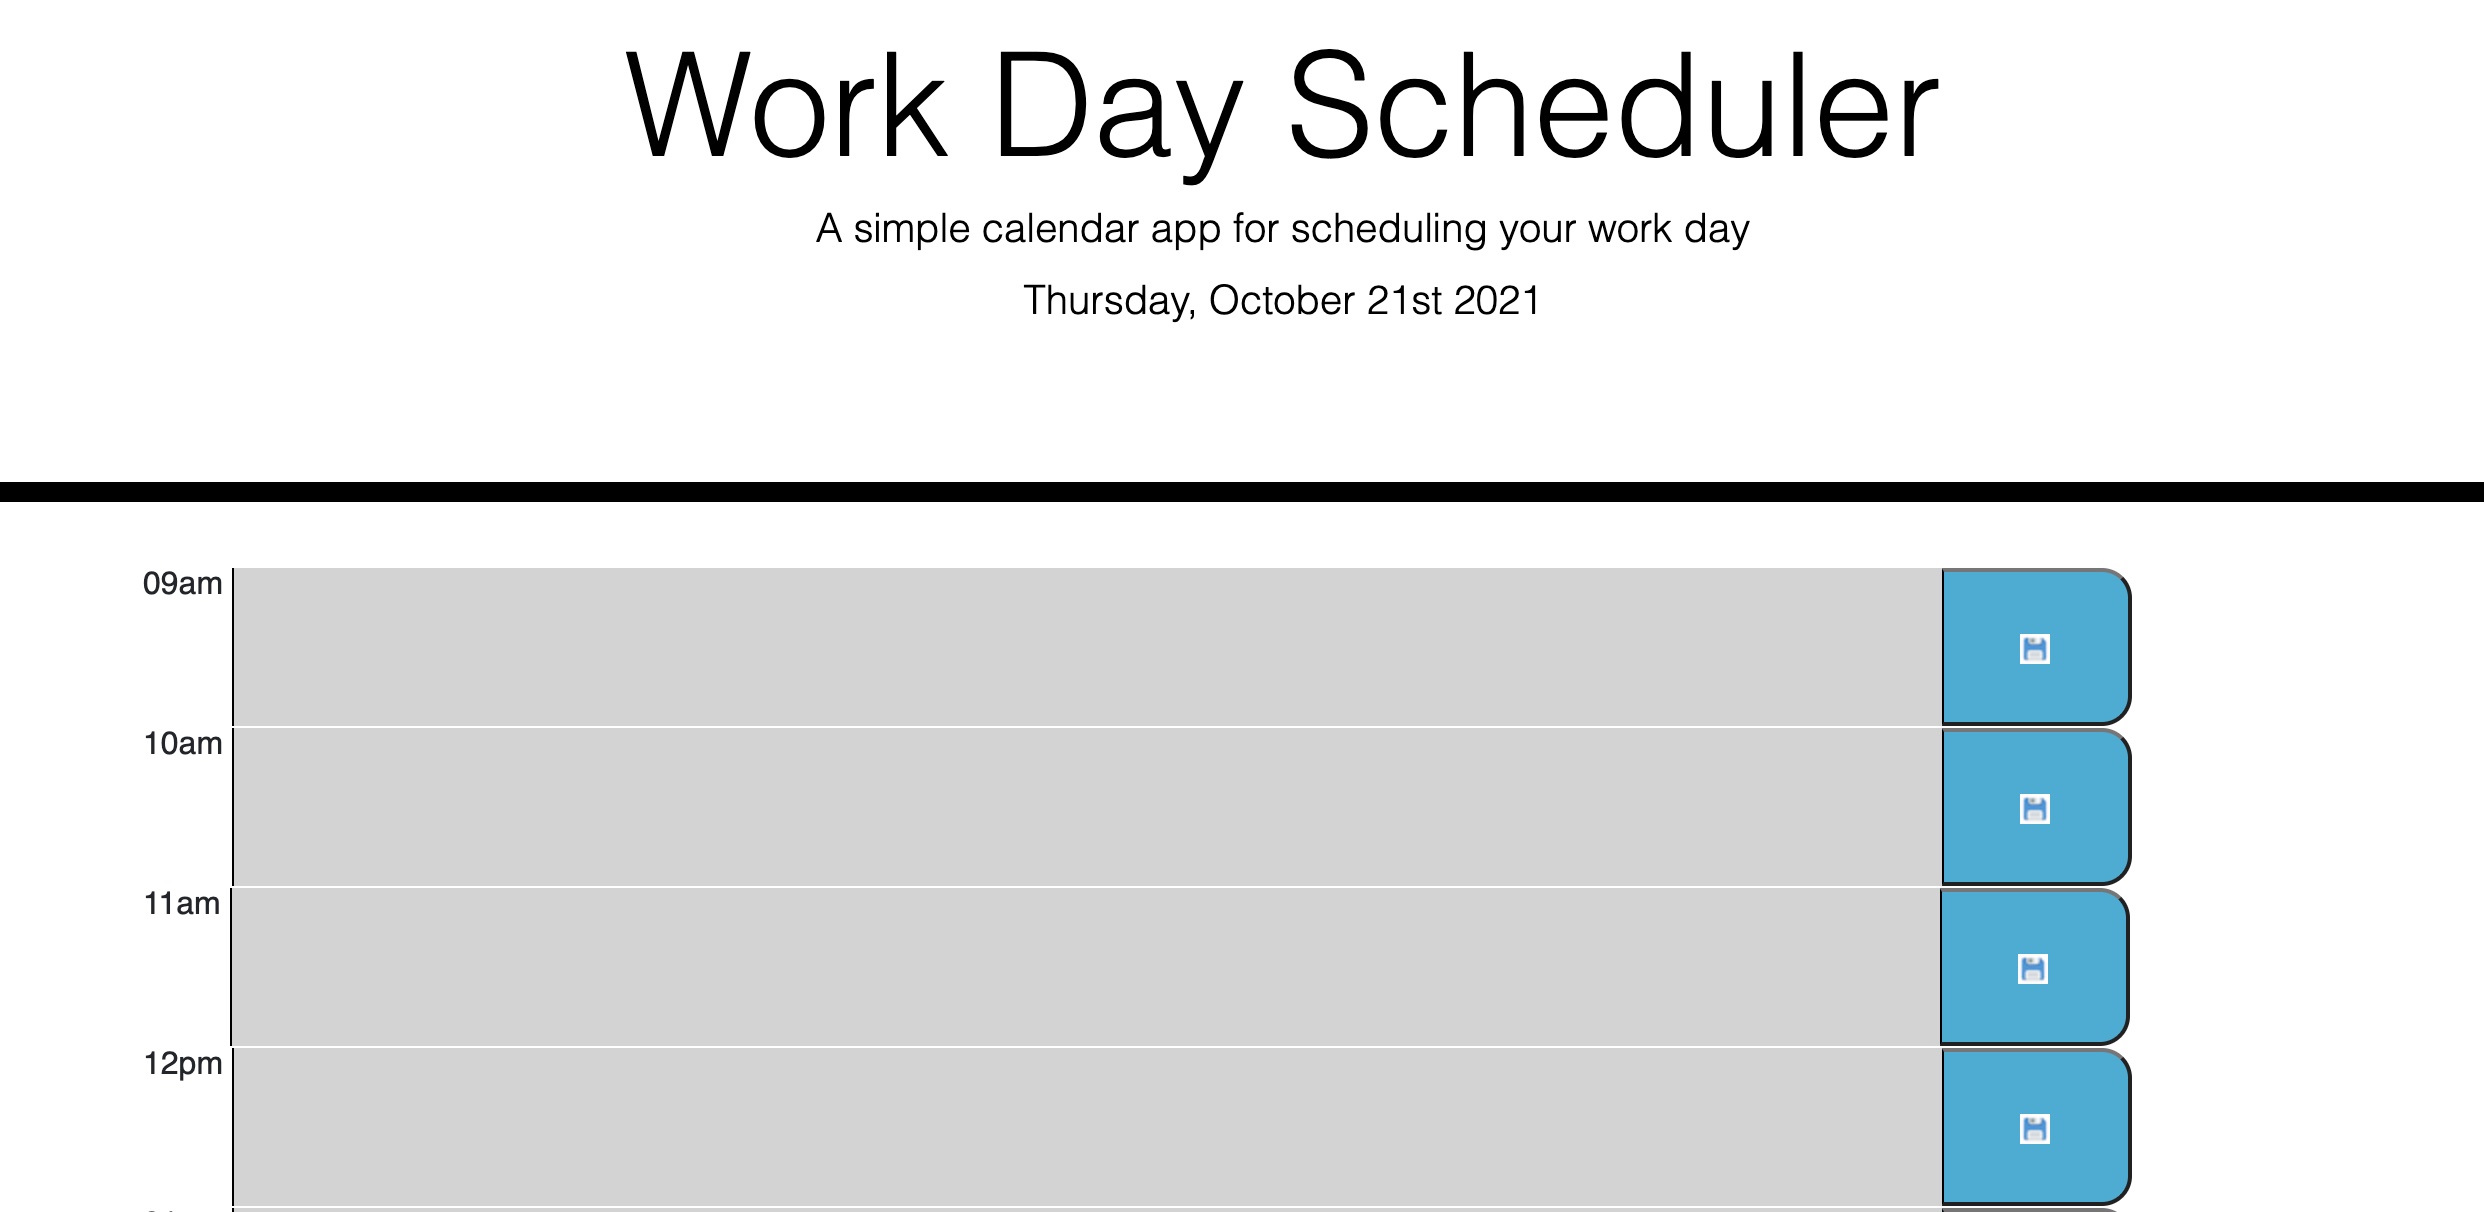 Work Day Scheduler
A simple calendar app for scheduling your work day
Thursday, October 21st 2021
09am
10am
11am
12pm